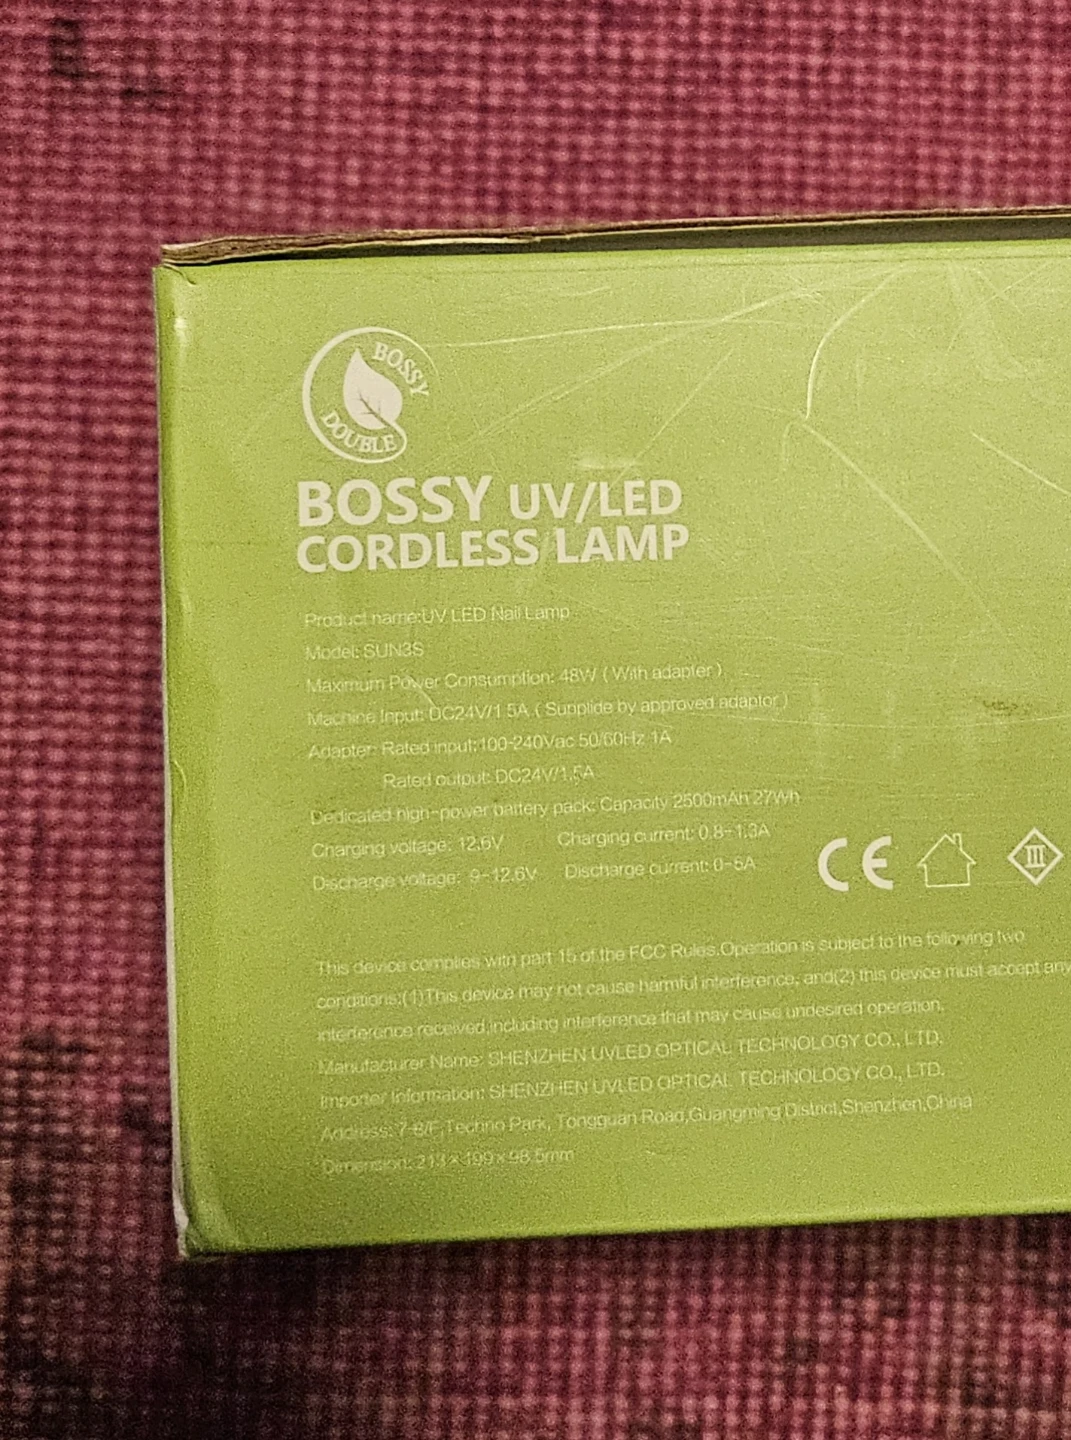 BOSSY
DOUBLE
BOSSY UV/LED
CORDLESS LAMP
Product name:UV LED Nail Lamp
Model: SUN3S
Maximum Power Consumption: 48W ( With adapter )
Machine Input: DC24V/1.5A ( Supplide by approved adaptor )
Adapter: Rated input:100-240Vac 50/60Hz 1A
Rated output: DC24V/1.5A
Dedicated high-power battery pack: Capacity 2500mAh 27Wh
Charging voltage: 12.6V Charging current: 0.8-1.3A
Discharge voltage: 9-12.6V Discharge current: 0-5A
CE III
This device complies with part 15 of the FCC Rules.Operation is subject to the following two
conditions:(1)This device may not cause harmful interference, and(2) this device must accept any
interference received,including interference that may cause undesired operation.
Manufacturer Name: SHENZHEN UVLED OPTICAL TECHNOLOGY CO., LTD.
Importer Information: SHENZHEN UVLED OPTICAL TECHNOLOGY CO., LTD.
Address: 7-8/F,Techno Park, Tongguan Road,Guangming District,Shenzhen,China
Dimension: 213×199×98.5mm